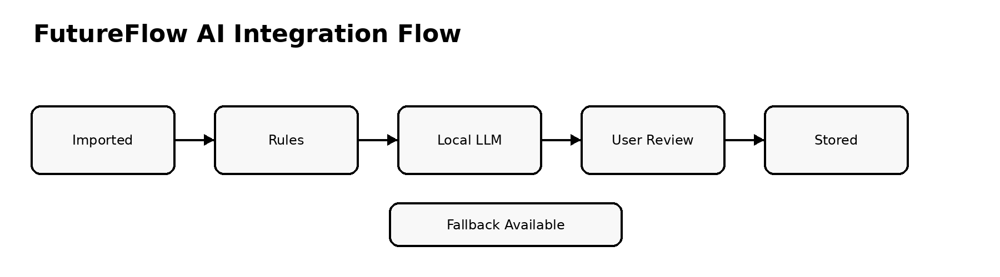 FutureFlow AI Integration Flow
Imported
Rules
Local LLM
User Review
Stored
Fallback Available